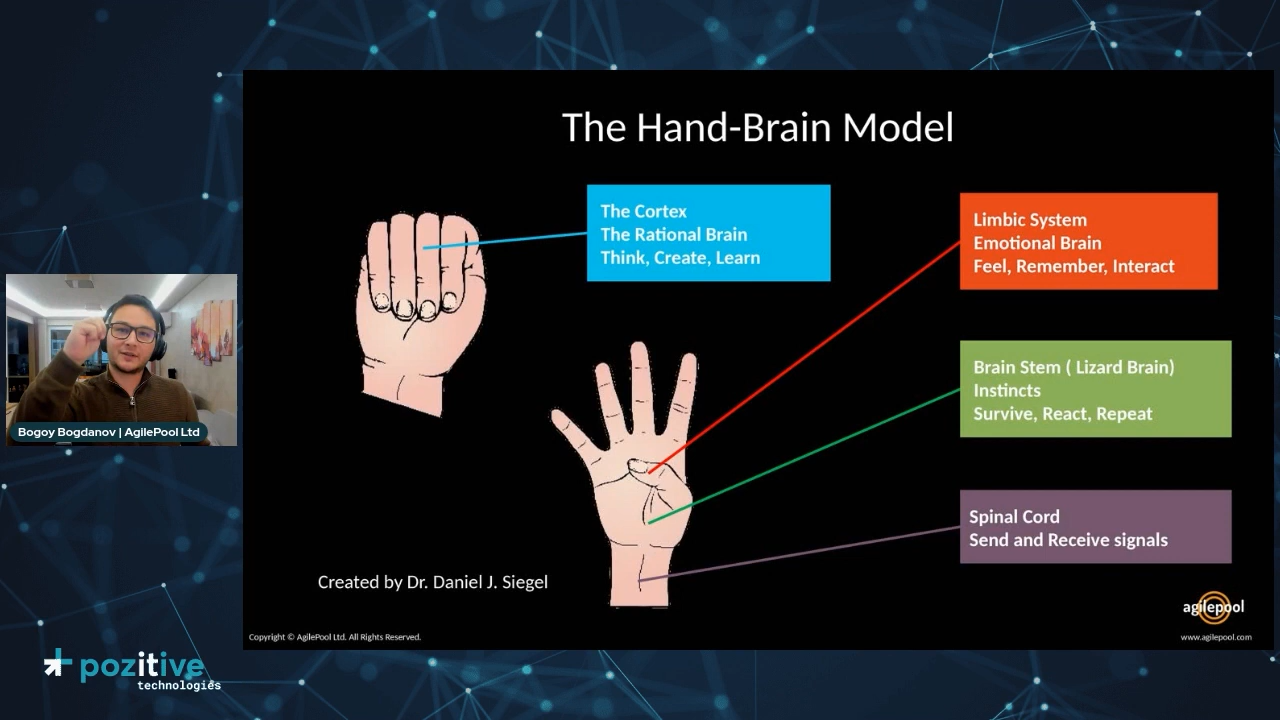 The Hand-Brain Model
The Cortex
The Rational Brain
Think, Create, Learn
Limbic System
Emotional Brain
Feel, Remember, Interact
Brain Stem ( Lizard Brain)
Instincts
Survive, React, Repeat
Spinal Cord
Send and Receive signals
Created by Dr. Daniel J. Siegel
agilepool
Copyright © AgilePool Ltd. All Rights Reserved.
www.agilepool.com
Bogoy Bogdanov | AgilePool Ltd
pozitive
technologies